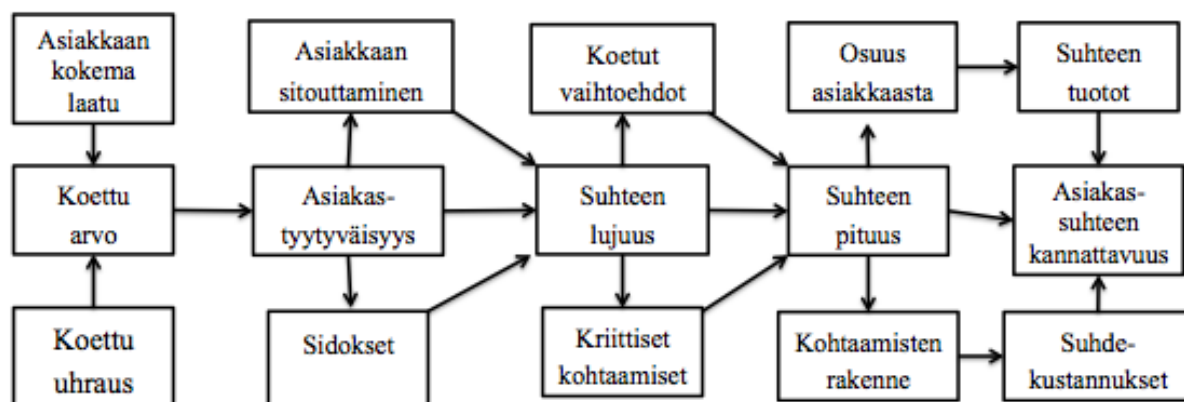 Asiakkaan
kokema
laatu
Asiakkaan
sitouttaminen
Koetut
vaihtoehdot
Osuus
asiakkaasta
Suhteen
tuotot
Koettu
arvo
Asiakas-
tyytyväisyys
Suhteen
lujuus
Suhteen
pituus
Asiakas-
suhteen
kannattavuus
Koettu
uhraus
Sidokset
Kriittiset
kohtaamiset
Kohtaamisten
rakenne
Suhde-
kustannukset